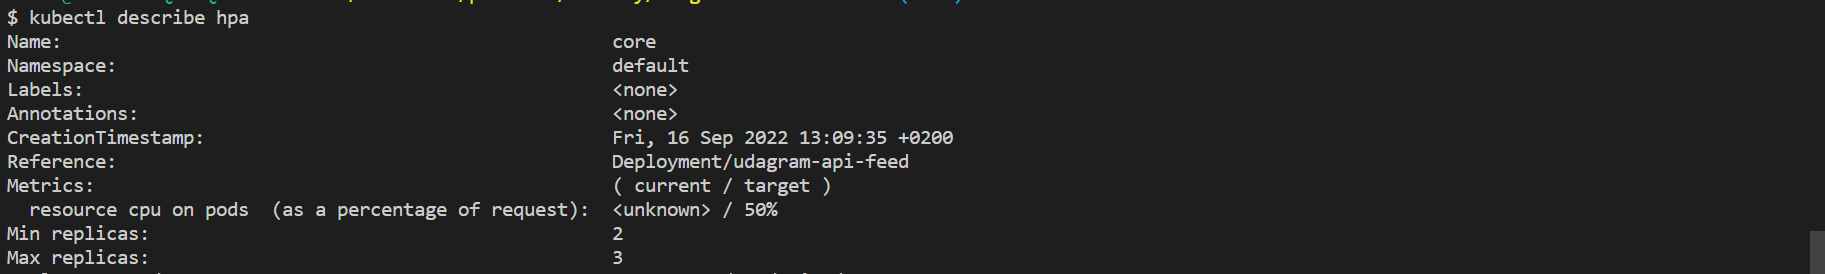 $ kubectl describe hpa
Name: core
Namespace: default
Labels: <none>
Annotations: <none>
CreationTimestamp: Fri, 16 Sep 2022 13:09:35 +0200
Reference: Deployment/udagram-api-feed
Metrics: ( current / target )
resource cpu on pods (as a percentage of request): <unknown> / 50%
Min replicas: 2
Max replicas: 3